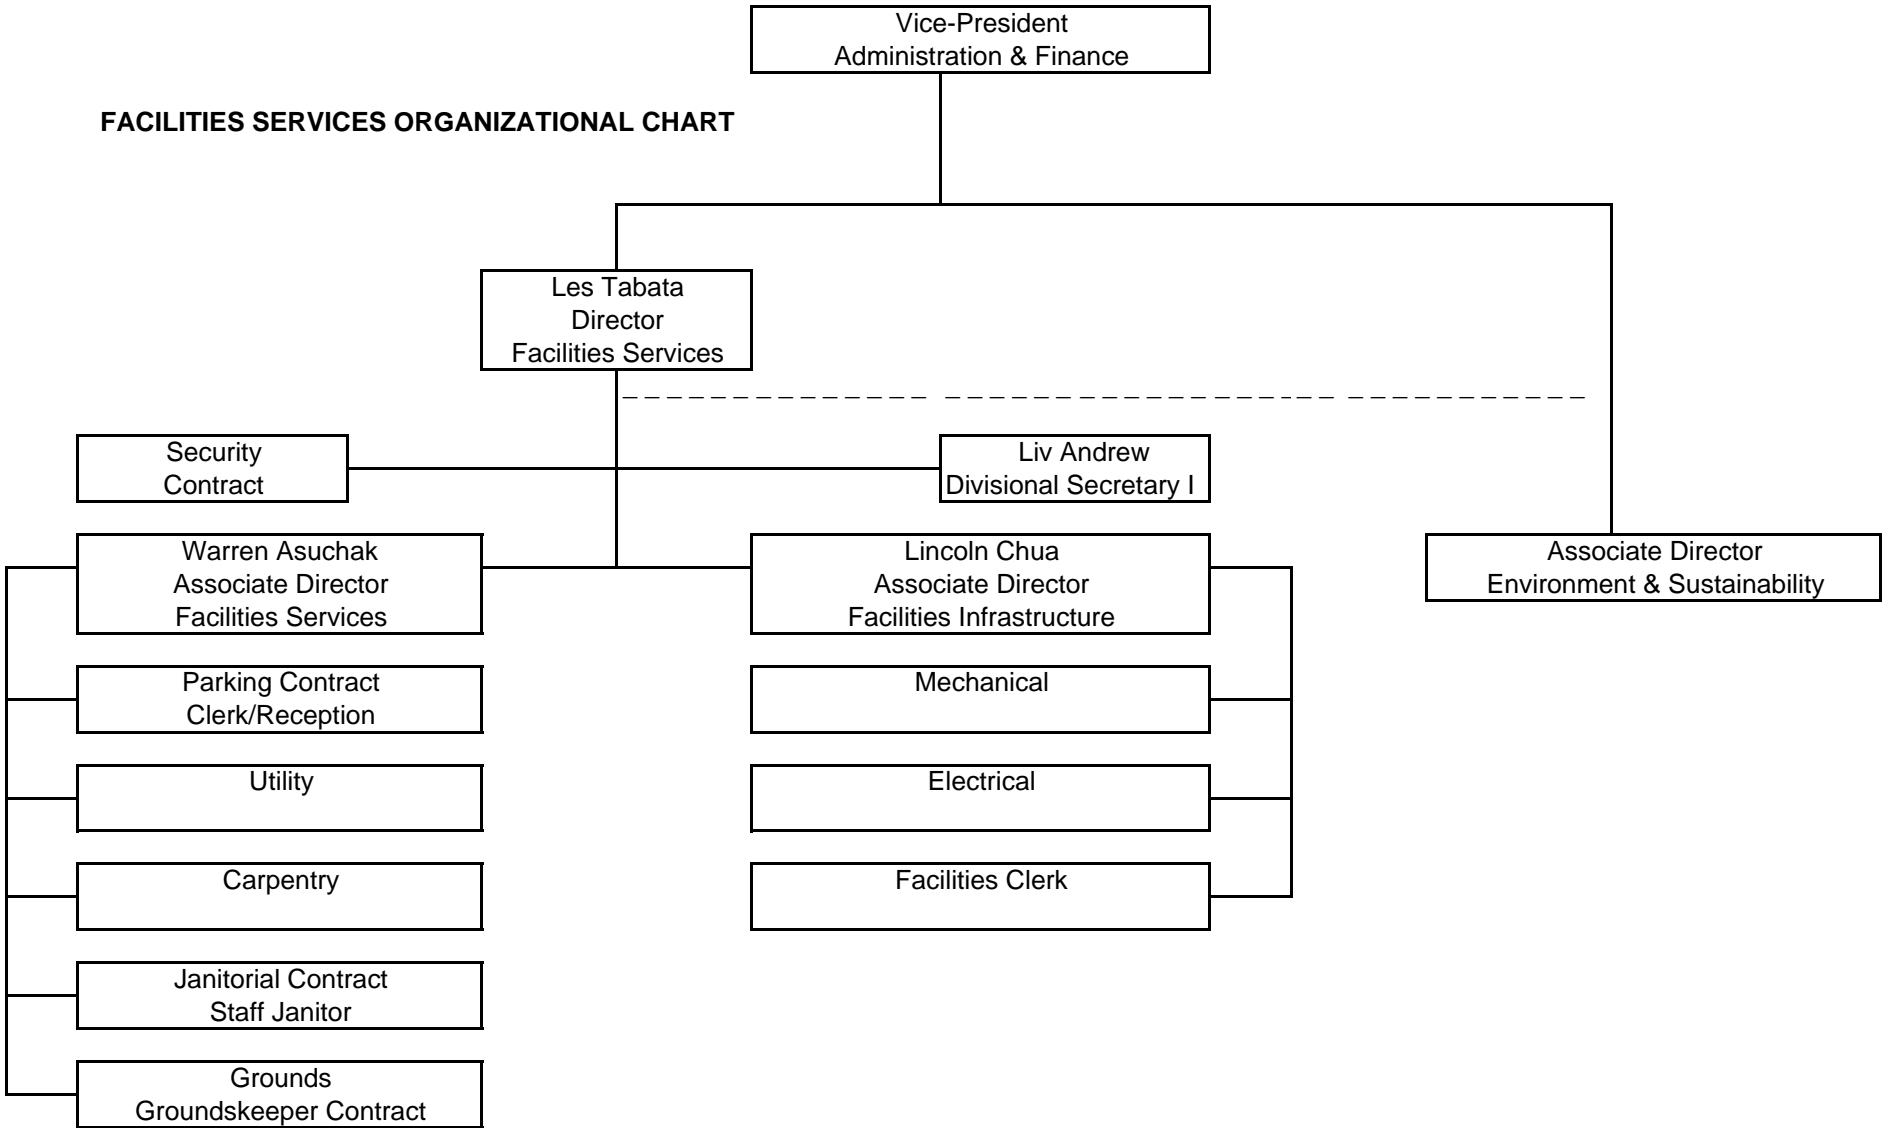 Vice-President
Administration & Finance
FACILITIES SERVICES ORGANIZATIONAL CHART
Les Tabata
Director
Facilities Services
Security
Contract
Liv Andrew
Divisional Secretary I
Warren Asuchak
Associate Director
Facilities Services
Lincoln Chua
Associate Director
Facilities Infrastructure
Associate Director
Environment & Sustainability
Parking Contract
Clerk/Reception
Mechanical
Utility
Electrical
Carpentry
Facilities Clerk
Janitorial Contract
Staff Janitor
Grounds
Groundskeeper Contract